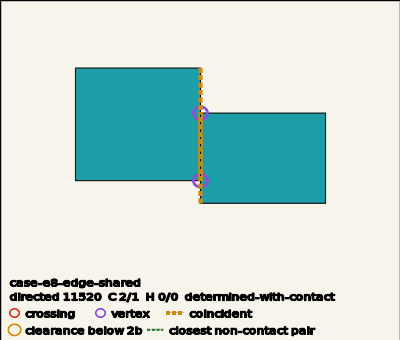 case-e8-edge-shared
directed 11520 C 2/1 H 0/0 determined-with-contact
crossing vertex coincident
clearance below 2b closest non-contact pair